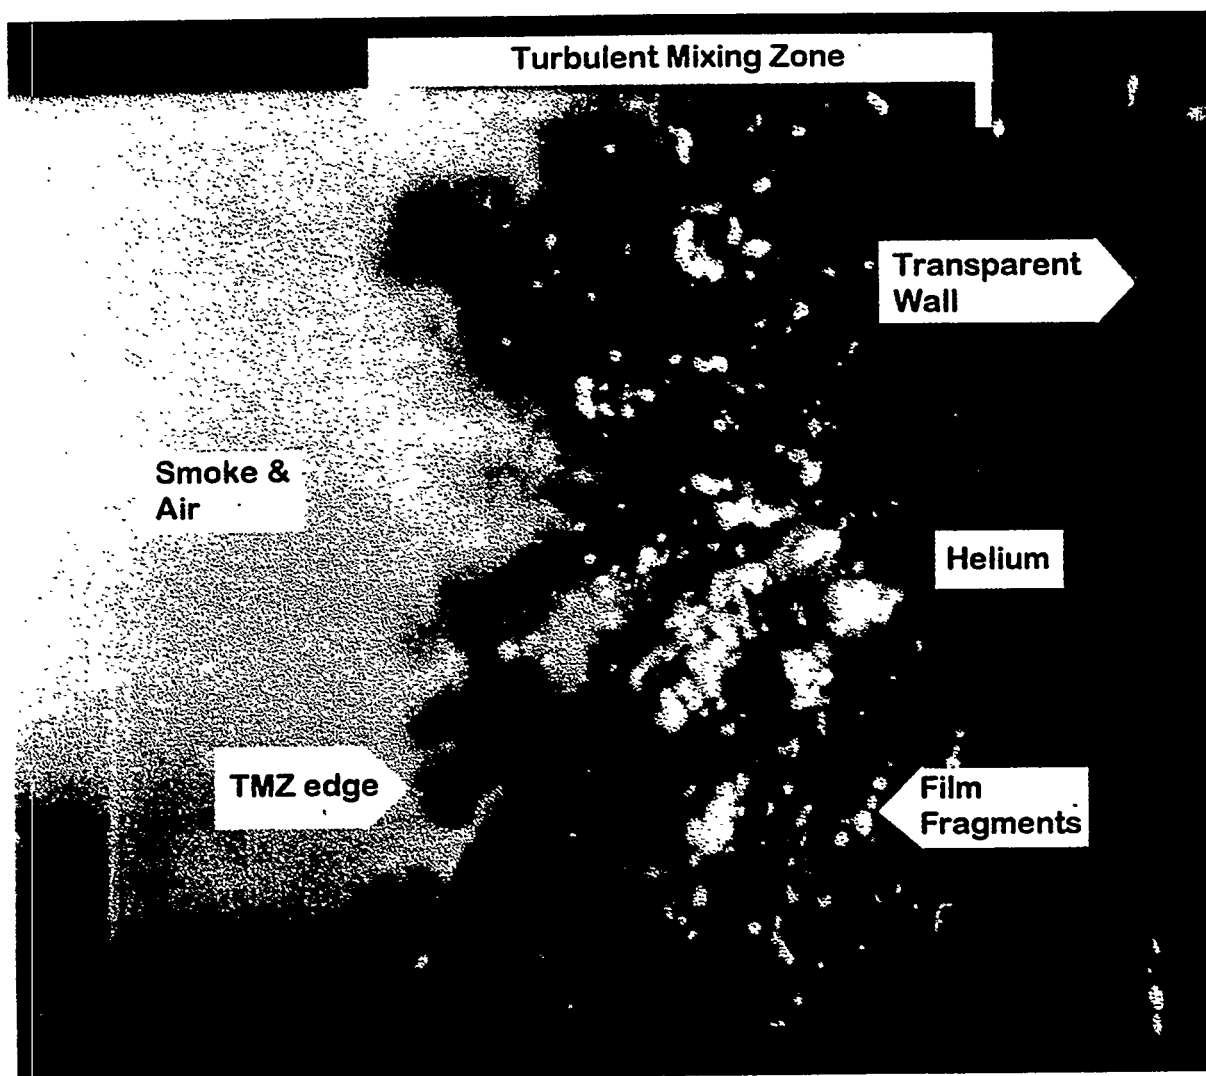 Turbulent Mixing Zone
Transparent
Wall
Smoke &
Air
Helium
TMZ edge
Film
Fragments